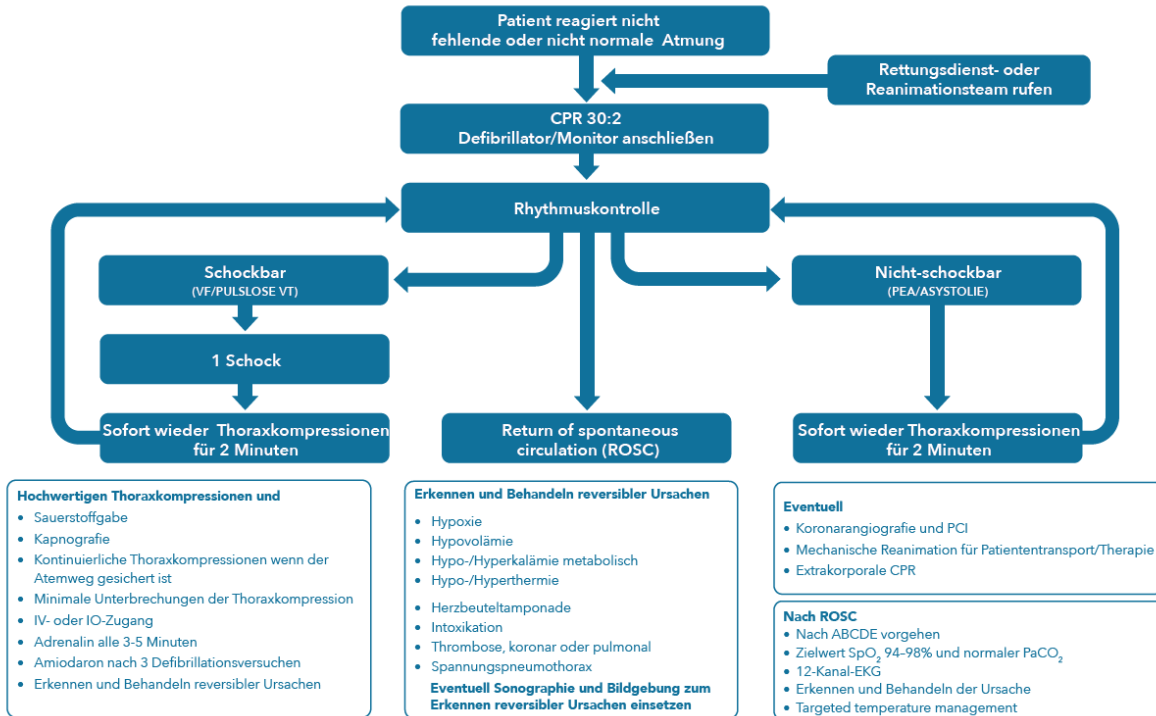 Patient reagiert nicht
fehlende oder nicht normale Atmung
Rettungsdienst- oder
Reanimationsteam rufen
CPR 30:2
Defibrillator/Monitor anschließen
Rhythmuskontrolle
Schockbar
(VF/PULSLOSE VT)
Nicht-schockbar
(PEA/ASYSTOLIE)
1 Schock
Sofort wieder Thoraxkompressionen
für 2 Minuten
Return of spontaneous
circulation (ROSC)
Sofort wieder Thoraxkompressionen
für 2 Minuten
Hochwertigen Thoraxkompressionen und
• Sauerstoffgabe
• Kapnografie
• Kontinuierliche Thoraxkompressionen wenn der
Atemweg gesichert ist
• Minimale Unterbrechungen der Thoraxkompression
• IV- oder IO-Zugang
• Adrenalin alle 3-5 Minuten
• Amiodaron nach 3 Defibrillationsversuchen
• Erkennen und Behandeln reversibler Ursachen
Erkennen und Behandeln reversibler Ursachen
• Hypoxie
• Hypovolämie
• Hypo-/Hyperkalämie metabolisch
• Hypo-/Hyperthermie
• Herzbeuteltamponade
• Intoxikation
• Thrombose, koronar oder pulmonal
• Spannungspneumothorax
Eventuell Sonographie und Bildgebung zum
Erkennen reversibler Ursachen einsetzen
Eventuell
• Koronarangiografie und PCI
• Mechanische Reanimation für Patiententransport/Therapie
• Extrakorporale CPR
Nach ROSC
• Nach ABCDE vorgehen
• Zielwert SpO₂ 94-98% und normaler PaCO₂
• 12-Kanal-EKG
• Erkennen und Behandeln der Ursache
• Targeted temperature management